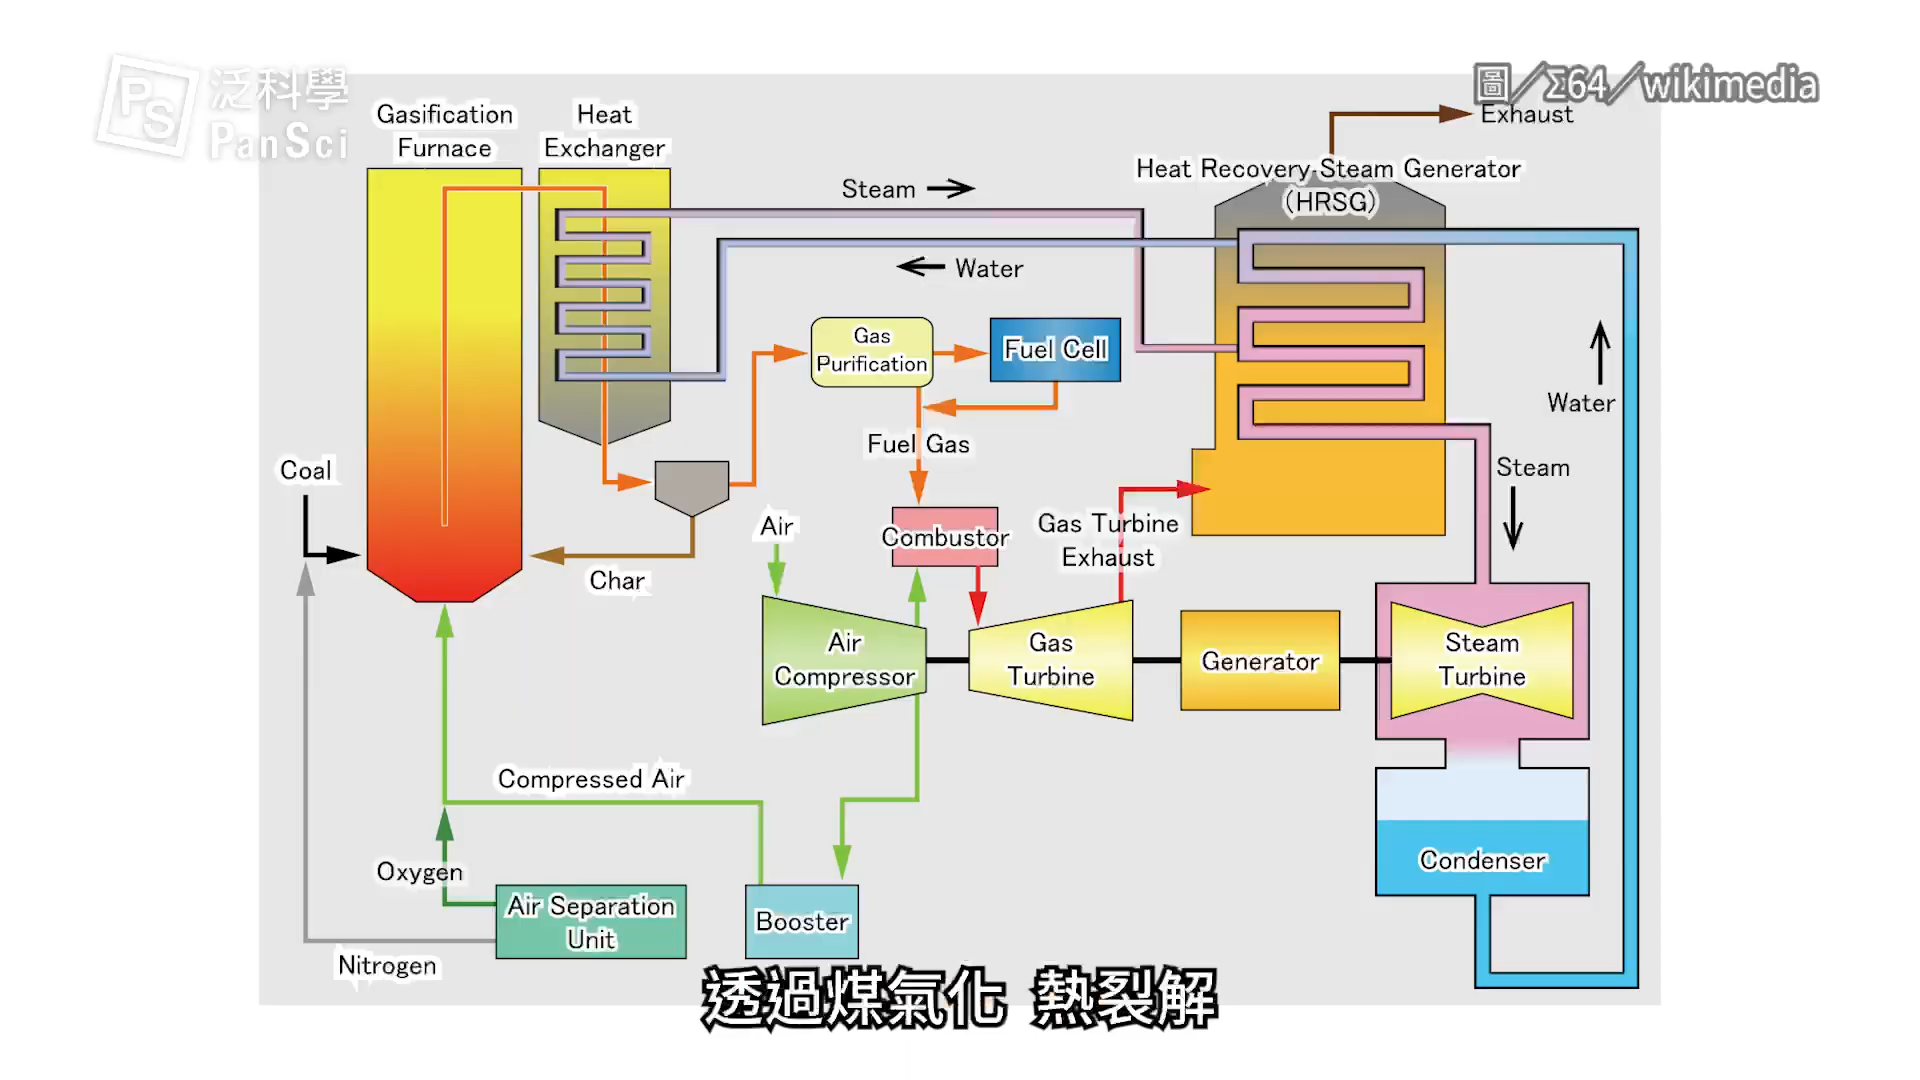 PS
泛科學
PanSci
圖／Σ64／wikimedia
Gasification
Furnace
Heat
Exchanger
Exhaust
Heat Recovery Steam Generator
(HRSG)
Steam
Water
Gas
Purification
Fuel Cell
Water
Fuel Gas
Coal
Steam
Air
Combustor
Gas Turbine
Exhaust
Char
Air
Compressor
Gas
Turbine
Generator
Steam
Turbine
Compressed Air
Condenser
Oxygen
Air Separation
Unit
Booster
Nitrogen
透過煤氣化 熱裂解